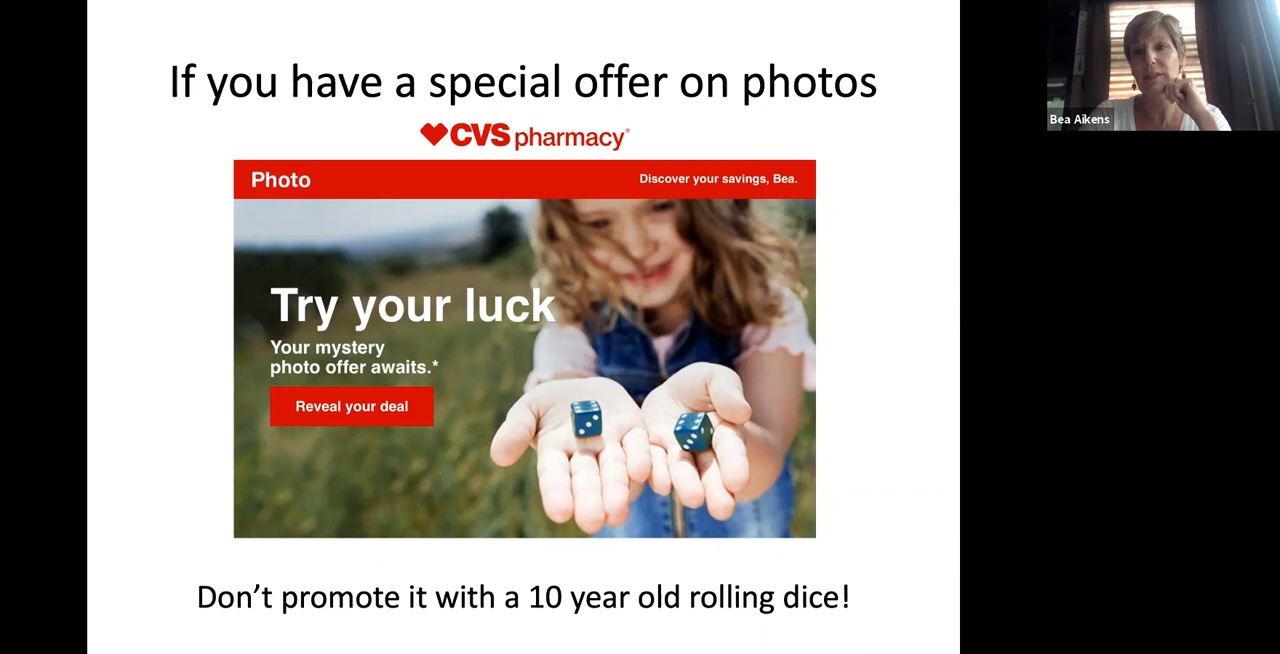 If you have a special offer on photos
CVS pharmacy®
Photo
Discover your savings, Bea.
Try your luck
Your mystery
photo offer awaits.*
Reveal your deal
Don't promote it with a 10 year old rolling dice!
Bea Aikens